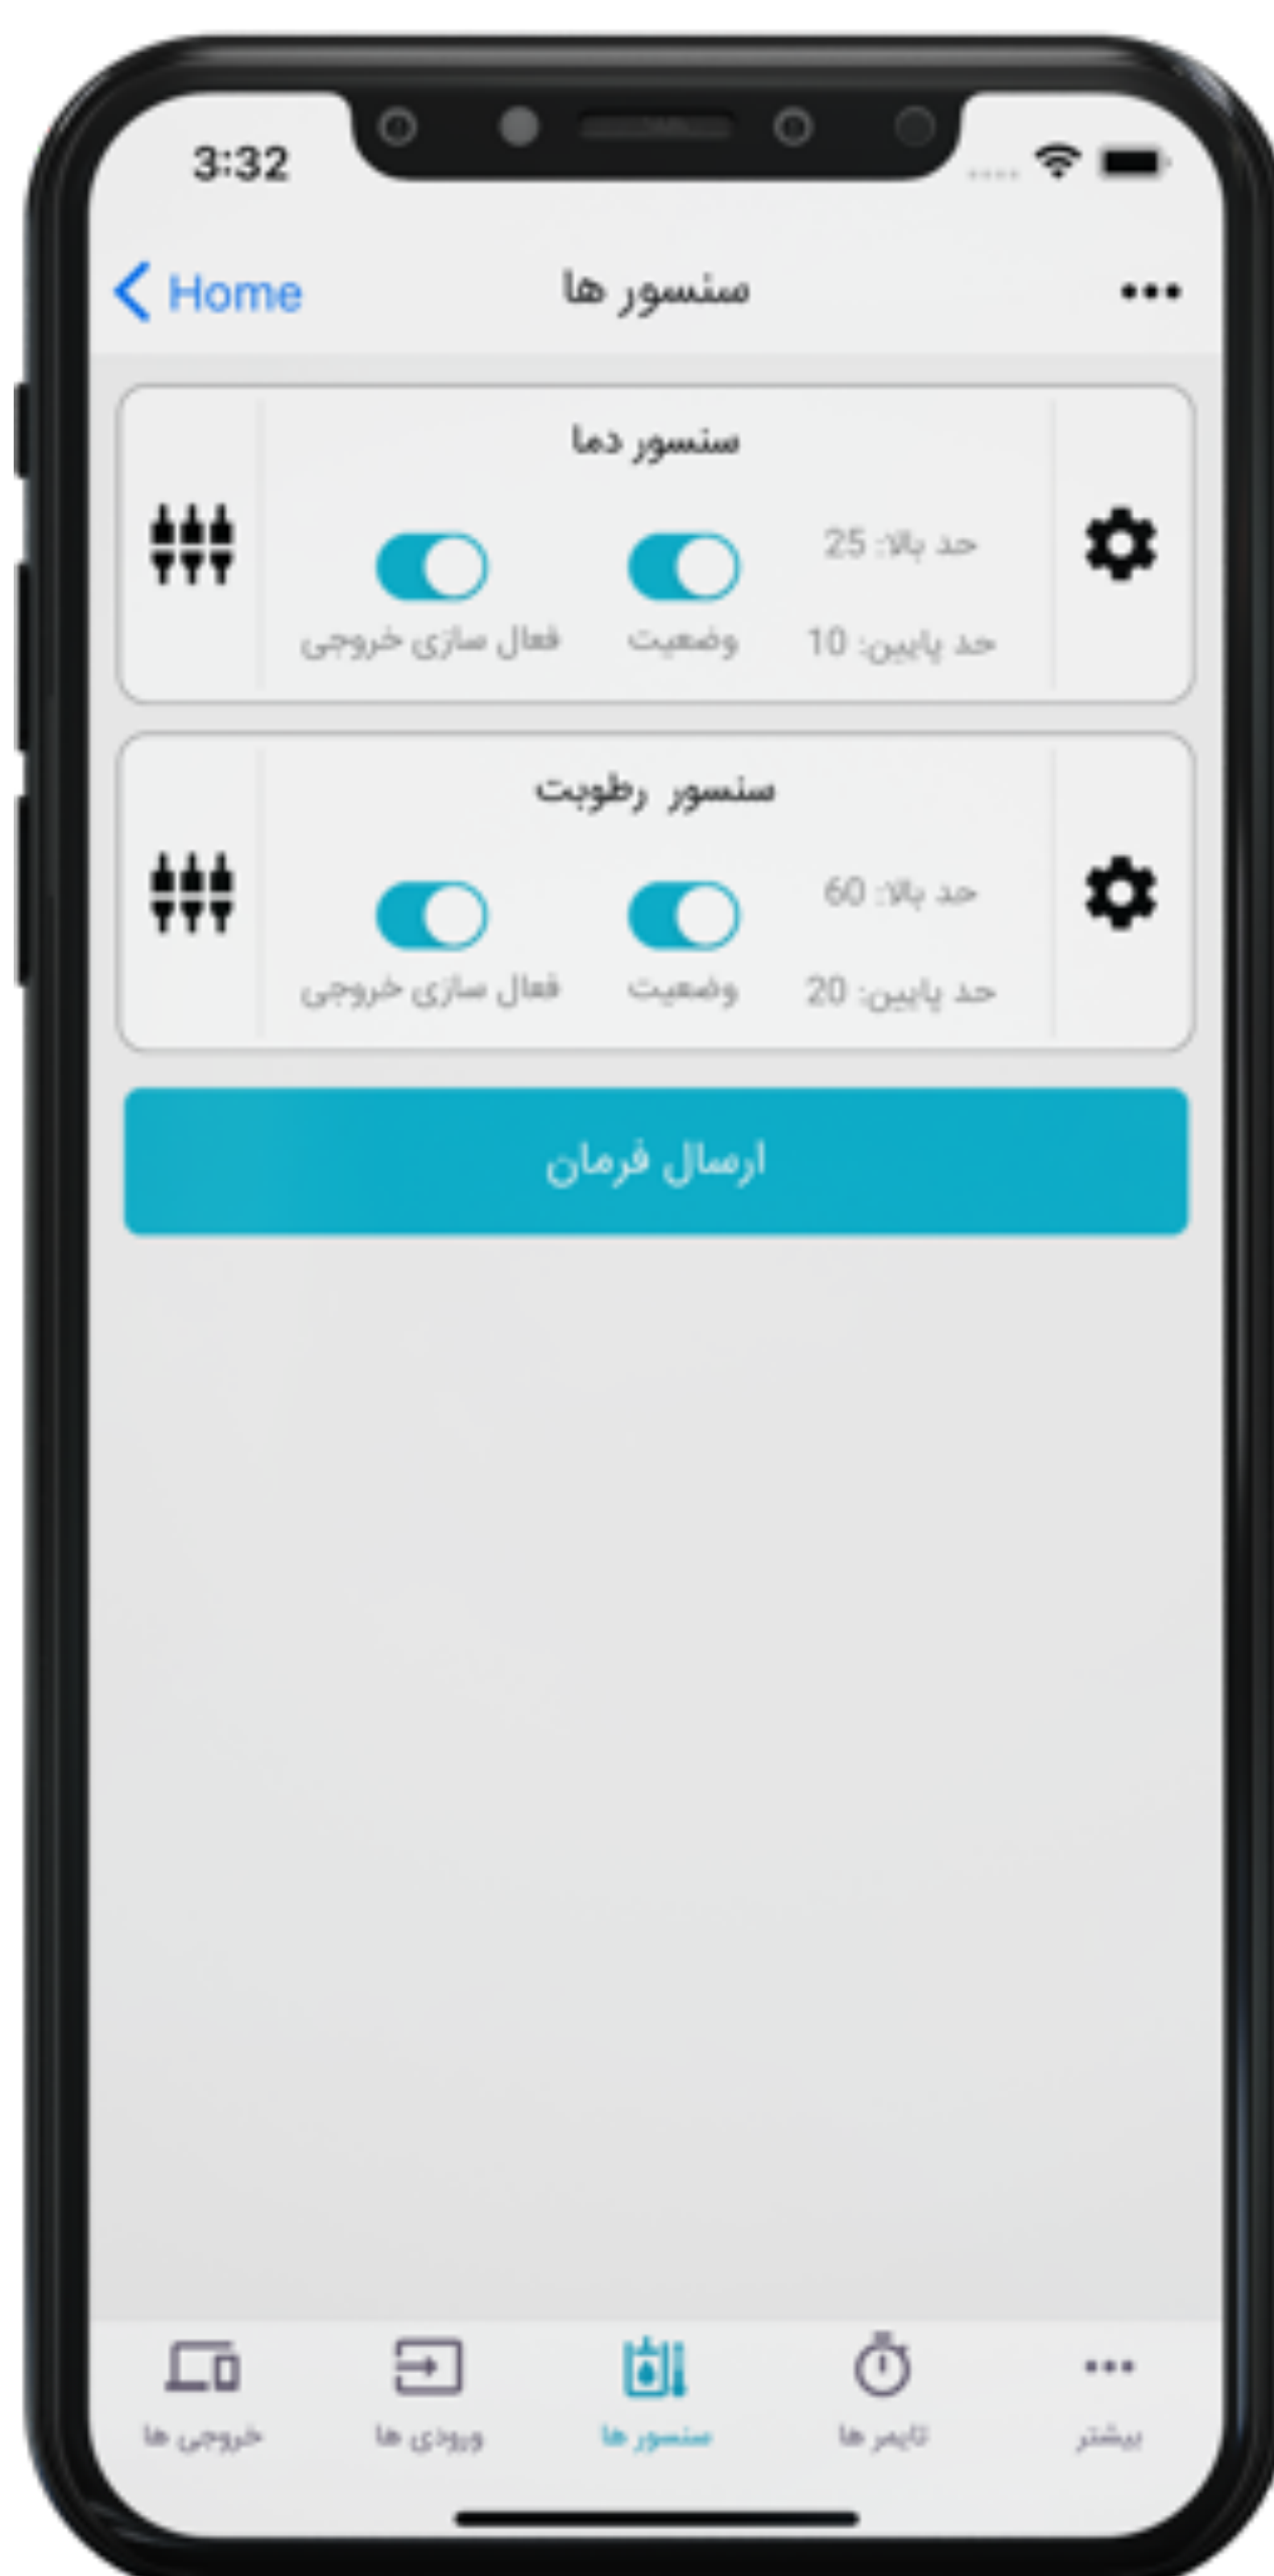 3:32
Home
سنسور ها
سنسور دما
حد بالا: 25
حد پایین: 10
وضعیت
فعال سازی خروجی
سنسور رطوبت
حد بالا: 60
حد پایین: 20
وضعیت
فعال سازی خروجی
ارسال فرمان
بیشتر
تایمر ها
سنسور ها
ورودی ها
خروجی ها